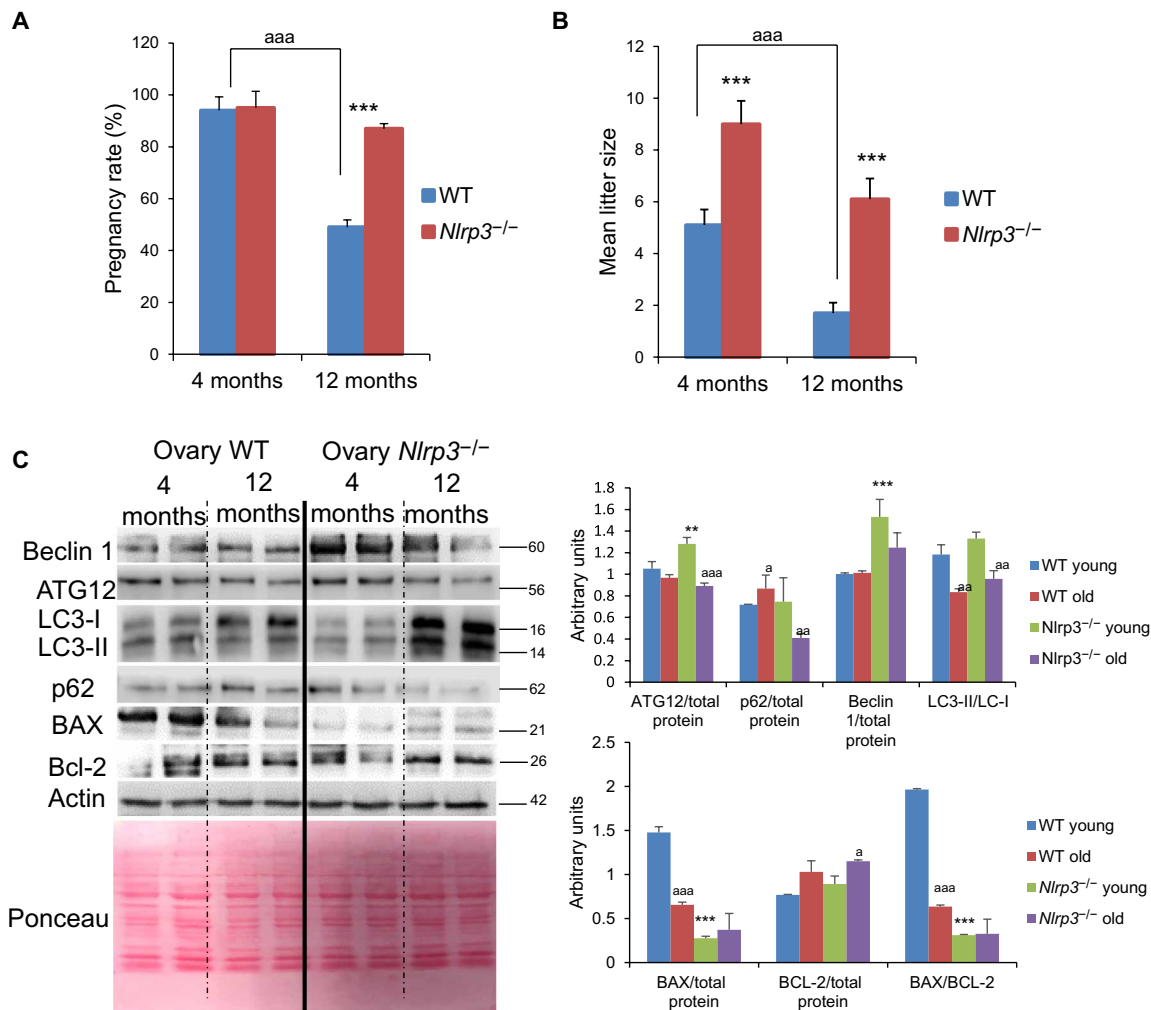 A
120
100
80
60
40
20
0
Pregnancy rate (%)
aaa
***
4 months
12 months
WT
Nlrp3−/−
B
12
10
8
6
4
2
0
Mean litter size
aaa
***
***
4 months
12 months
WT
Nlrp3−/−
C
Ovary WT
Ovary Nlrp3−/−
4
months
12
months
4
months
12
months
Beclin 1
60
ATG12
56
LC3-I
16
LC3-II
14
p62
62
BAX
21
Bcl-2
26
Actin
42
Ponceau
1.8
1.6
1.4
1.2
1
0.8
0.6
0.4
0.2
0
Arbitrary units
**
aaa
a
aa
***
aa
aa
ATG12/total
protein
p62/total
protein
Beclin
1/total
protein
LC3-II/LC-I
WT young
WT old
Nlrp3−/− young
Nlrp3−/− old
2.5
2
1.5
1
0.5
0
Arbitrary units
aaa
***
a
aaa
***
BAX/total
protein
BCL-2/total
protein
BAX/BCL-2
WT young
WT old
Nlrp3−/− young
Nlrp3−/− old